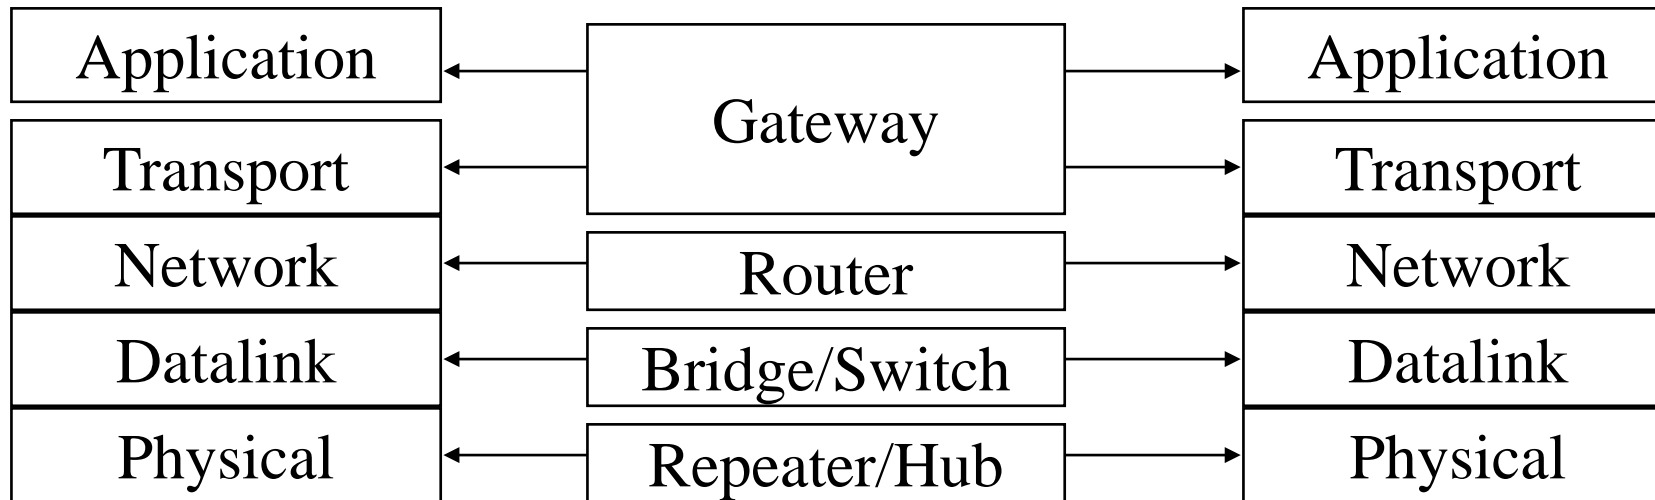 Application
Gateway
Application
Transport
Transport
Network
Router
Network
Datalink
Bridge/Switch
Datalink
Physical
Repeater/Hub
Physical